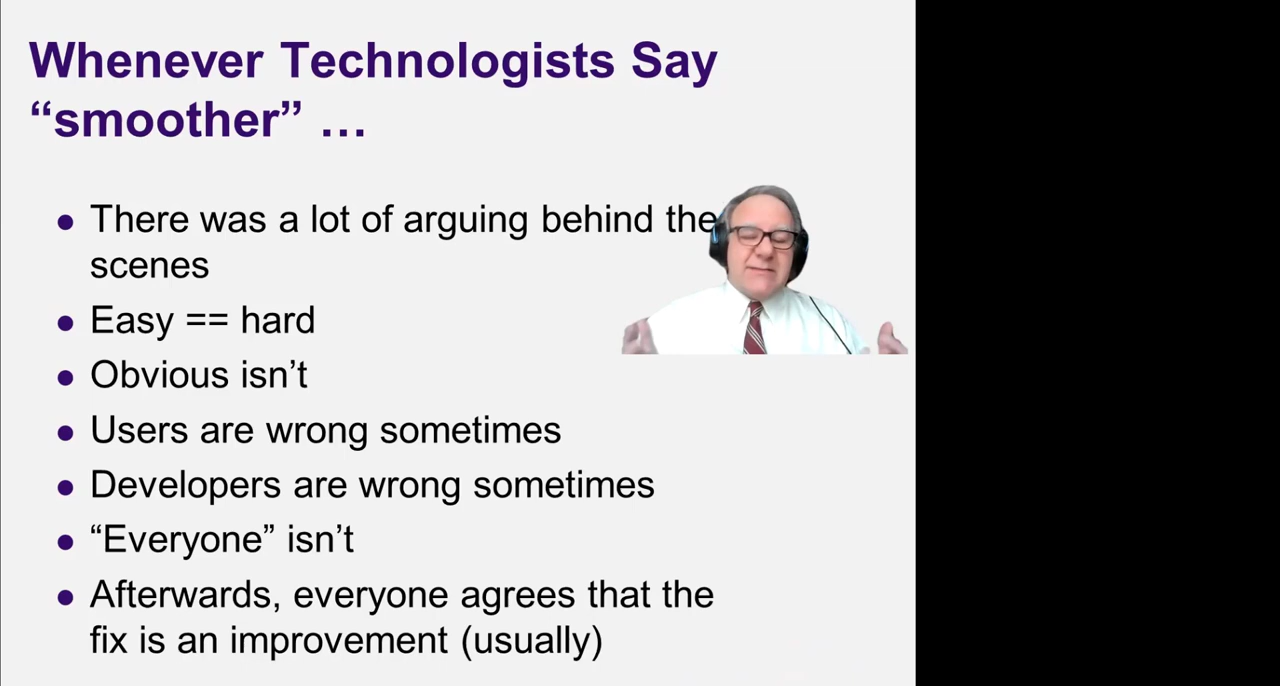 Whenever Technologists Say
“smoother” …
● There was a lot of arguing behind the
scenes
● Easy == hard
● Obvious isn’t
● Users are wrong sometimes
● Developers are wrong sometimes
● “Everyone” isn’t
● Afterwards, everyone agrees that the
fix is an improvement (usually)